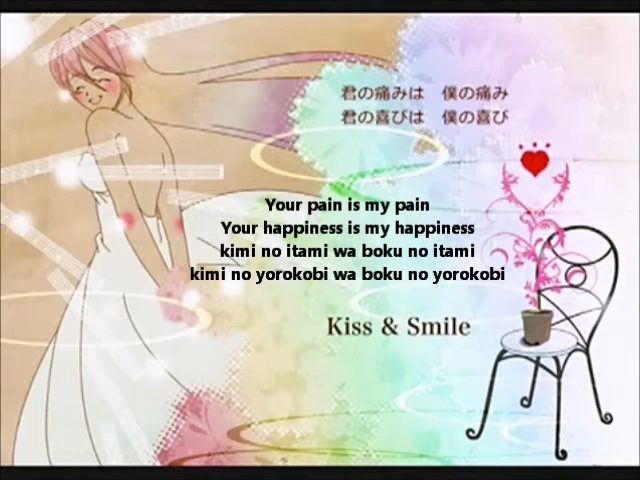 君の痛みは　僕の痛み
君の喜びは　僕の喜び
Your pain is my pain
Your happiness is my happiness
kimi no itami wa boku no itami
kimi no yorokobi wa boku no yorokobi
Kiss & Smile